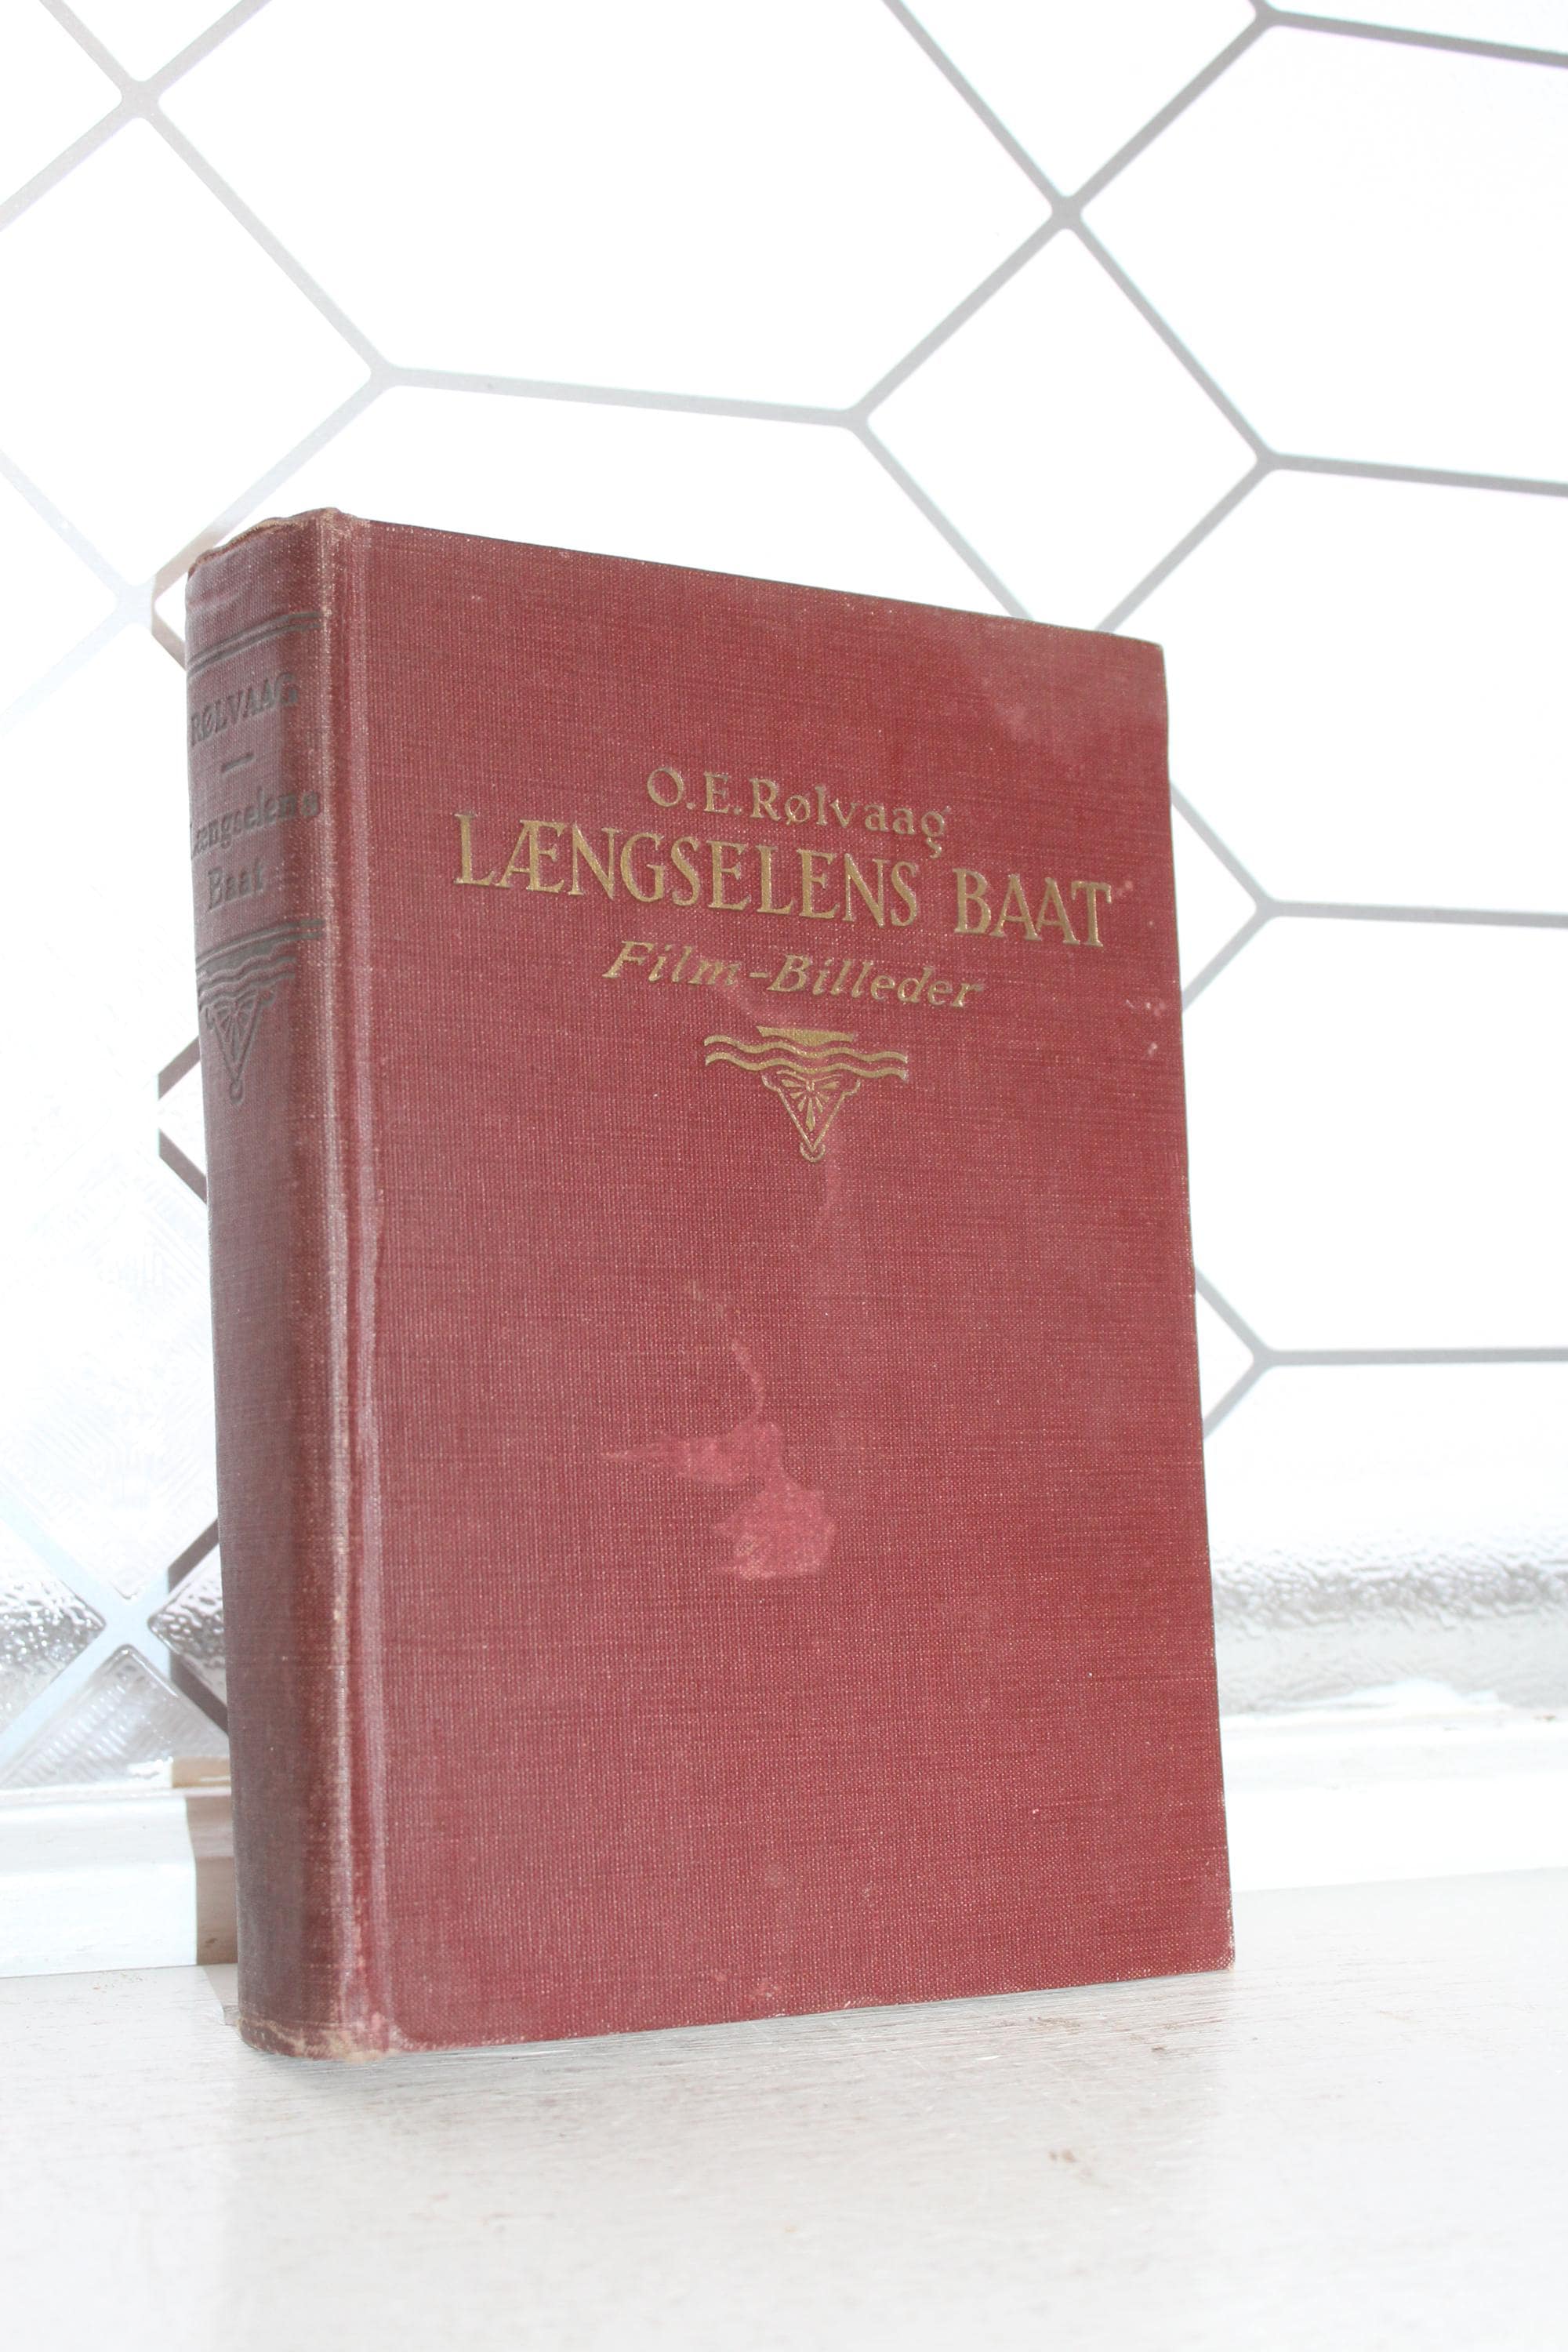 RØLVAAG
Længselens
Baat
O.E.Rølvaag
LÆNGSELENS BAAT
Film-Billeder